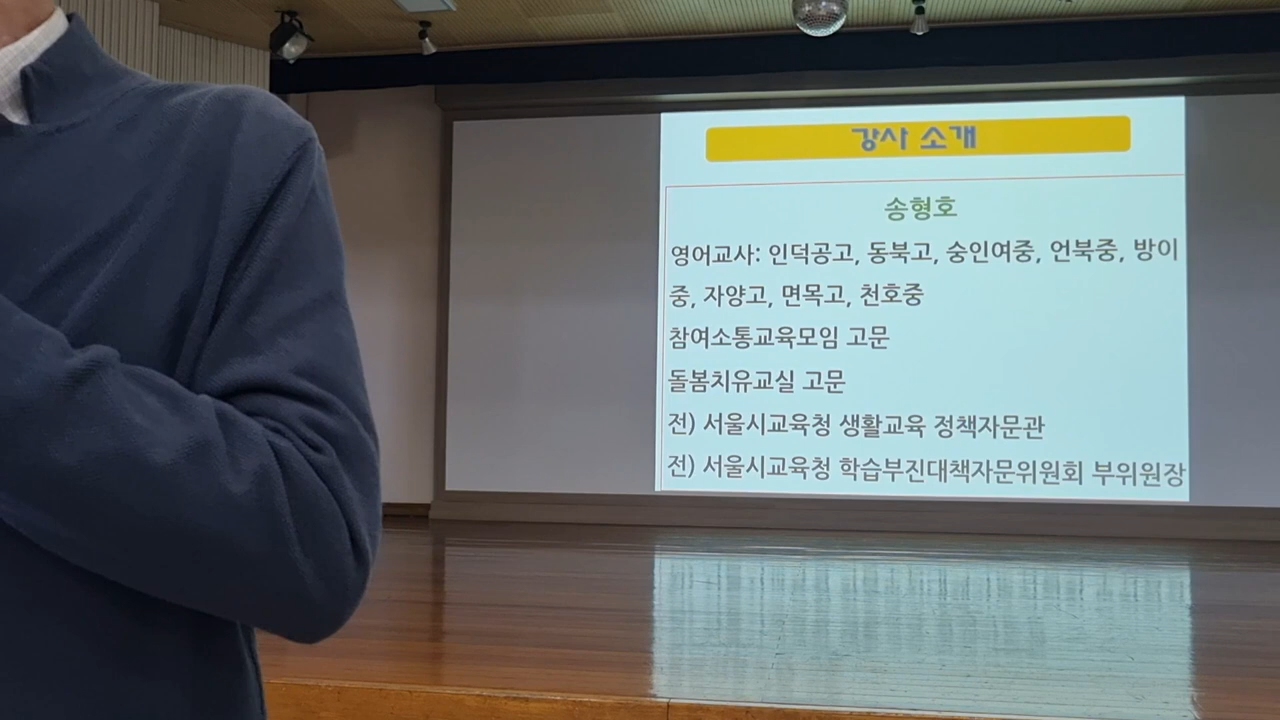 강사 소개
송형호
영어교사: 인덕공고, 동북고, 숭인여중, 언북중, 방이
중, 자양고, 면목고, 천호중
참여소통교육모임 고문
돌봄치유교실 고문
전) 서울시교육청 생활교육 정책자문관
전) 서울시교육청 학습부진대책자문위원회 부위원장